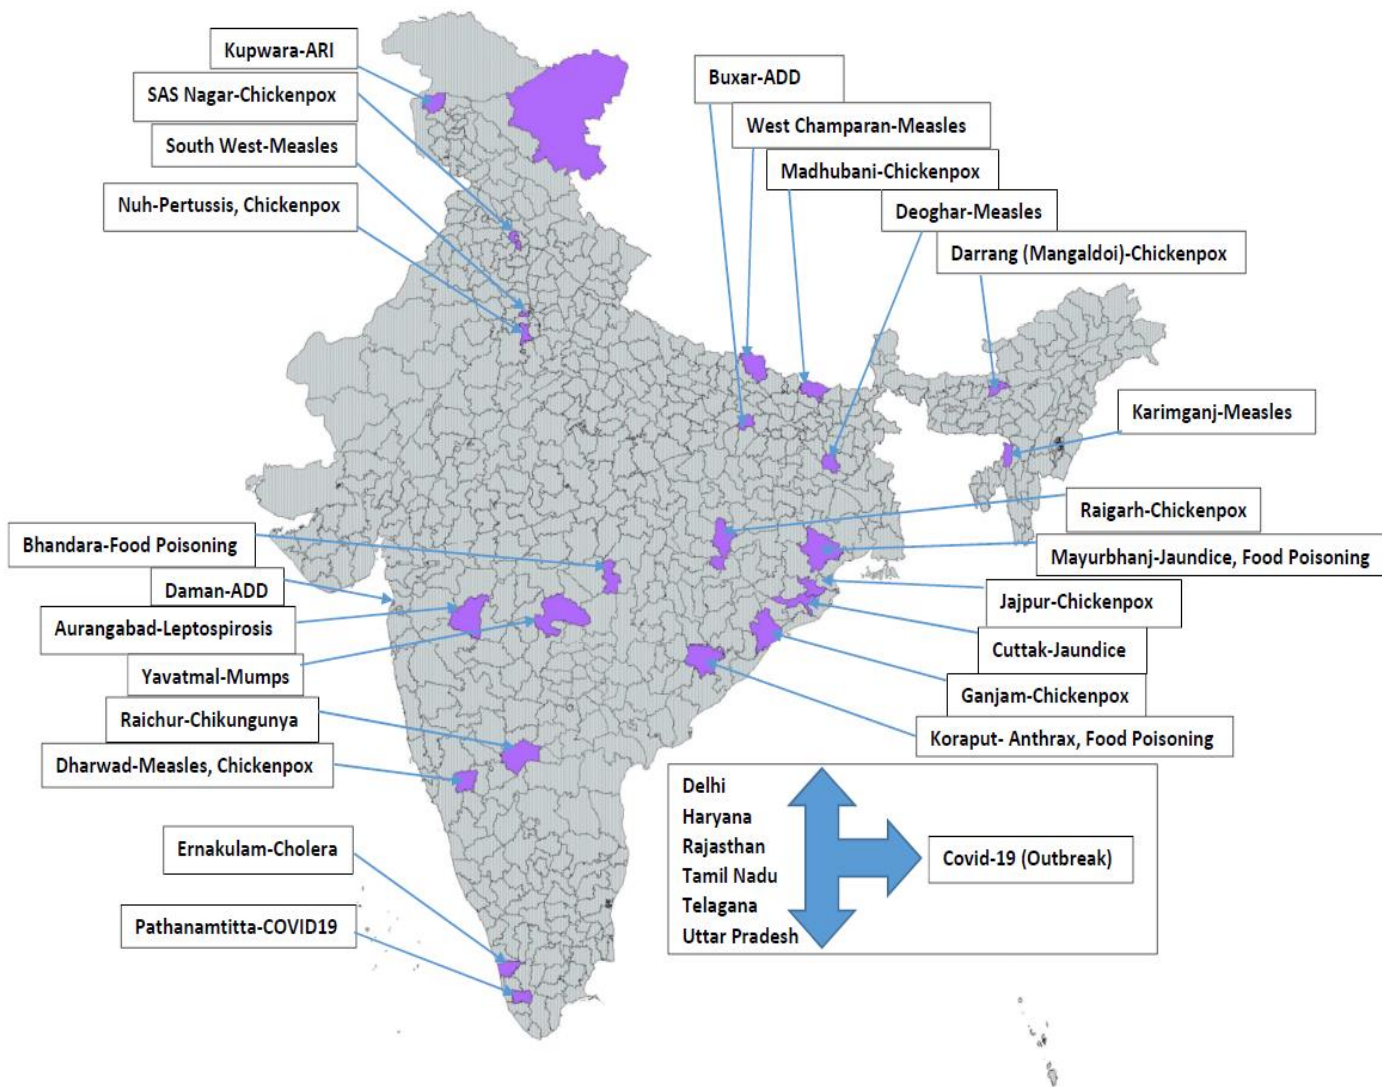 Kupwara-ARI
SAS Nagar-Chickenpox
South West-Measles
Nuh-Pertussis, Chickenpox
Buxar-ADD
West Champaran-Measles
Madhubani-Chickenpox
Deoghar-Measles
Darrang (Mangaldoi)-Chickenpox
Karimganj-Measles
Raigarh-Chickenpox
Mayurbhanj-Jaundice, Food Poisoning
Jajpur-Chickenpox
Cuttak-Jaundice
Ganjam-Chickenpox
Koraput- Anthrax, Food Poisoning
Bhandara-Food Poisoning
Daman-ADD
Aurangabad-Leptospirosis
Yavatmal-Mumps
Raichur-Chikungunya
Dharwad-Measles, Chickenpox
Ernakulam-Cholera
Pathanamtitta-COVID19
Delhi
Haryana
Rajasthan
Tamil Nadu
Telagana
Uttar Pradesh
Covid-19 (Outbreak)